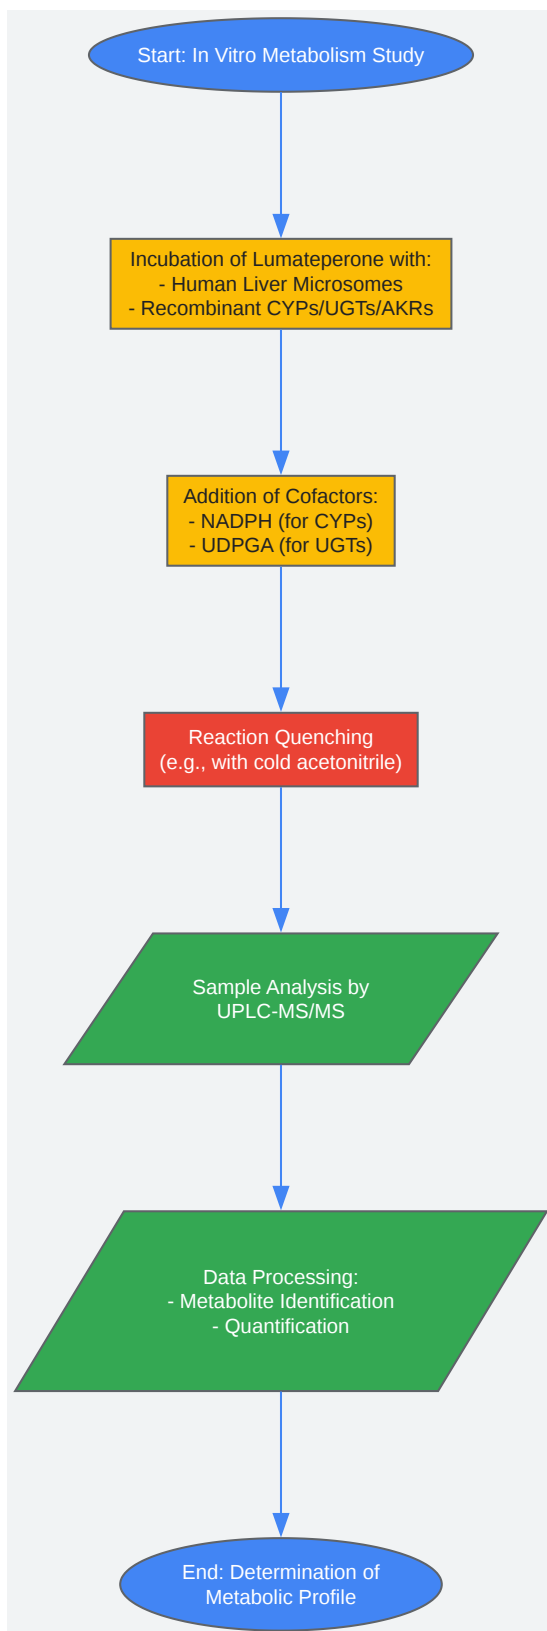 Start: In Vitro Metabolism Study
Incubation of Lumateperone with:
- Human Liver Microsomes
- Recombinant CYPs/UGTs/AKRs
Addition of Cofactors:
- NADPH (for CYPs)
- UDPGA (for UGTs)
Reaction Quenching
(e.g., with cold acetonitrile)
Sample Analysis by
UPLC-MS/MS
Data Processing:
- Metabolite Identification
- Quantification
End: Determination of
Metabolic Profile